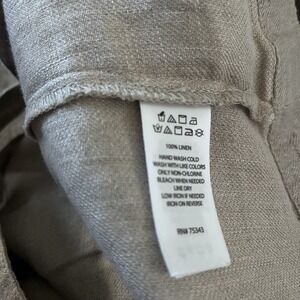 100% LINEN
HAND WASH COLD
WASH WITH LIKE COLORS
ONLY NON-CHLORINE
BLEACH WHEN NEEDED
LINE DRY
LOW IRON IF NEEDED
IRON ON REVERSE
RN# 75343